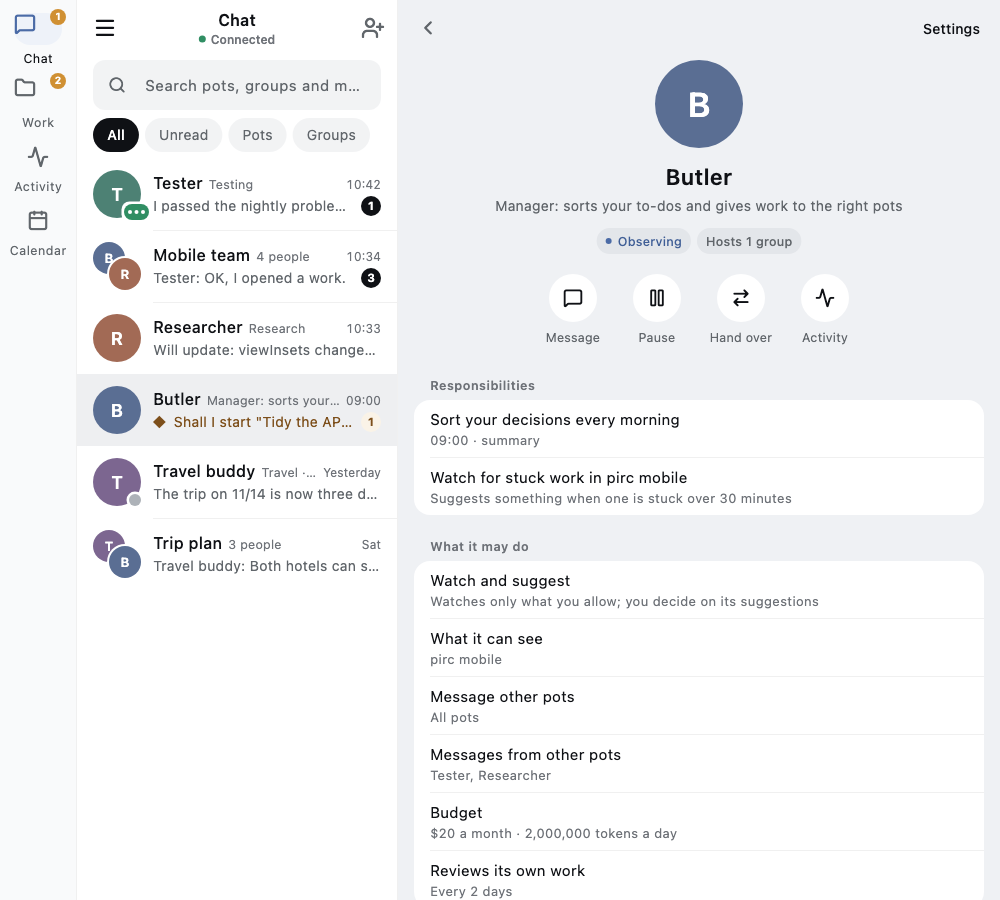 1
Chat
2
Work
Activity
Calendar
Chat
Connected
Search pots, groups and m...
All
Unread
Pots
Groups
T
Tester Testing 10:42
I passed the nightly proble... 1
B
R
Mobile team 4 people 10:34
Tester: OK, I opened a work. 3
R
Researcher Research 10:33
Will update: viewInsets change...
B
Butler Manager: sorts your... 09:00
Shall I start "Tidy the AP... 1
T
Travel buddy Travel ·... Yesterday
The trip on 11/14 is now three d...
T
B
Trip plan 3 people Sat
Travel buddy: Both hotels can s...
Settings
B
Butler
Manager: sorts your to-dos and gives work to the right pots
Observing
Hosts 1 group
Message
Pause
Hand over
Activity
Responsibilities
Sort your decisions every morning
09:00 · summary
Watch for stuck work in pirc mobile
Suggests something when one is stuck over 30 minutes
What it may do
Watch and suggest
Watches only what you allow; you decide on its suggestions
What it can see
pirc mobile
Message other pots
All pots
Messages from other pots
Tester, Researcher
Budget
$20 a month · 2,000,000 tokens a day
Reviews its own work
Every 2 days